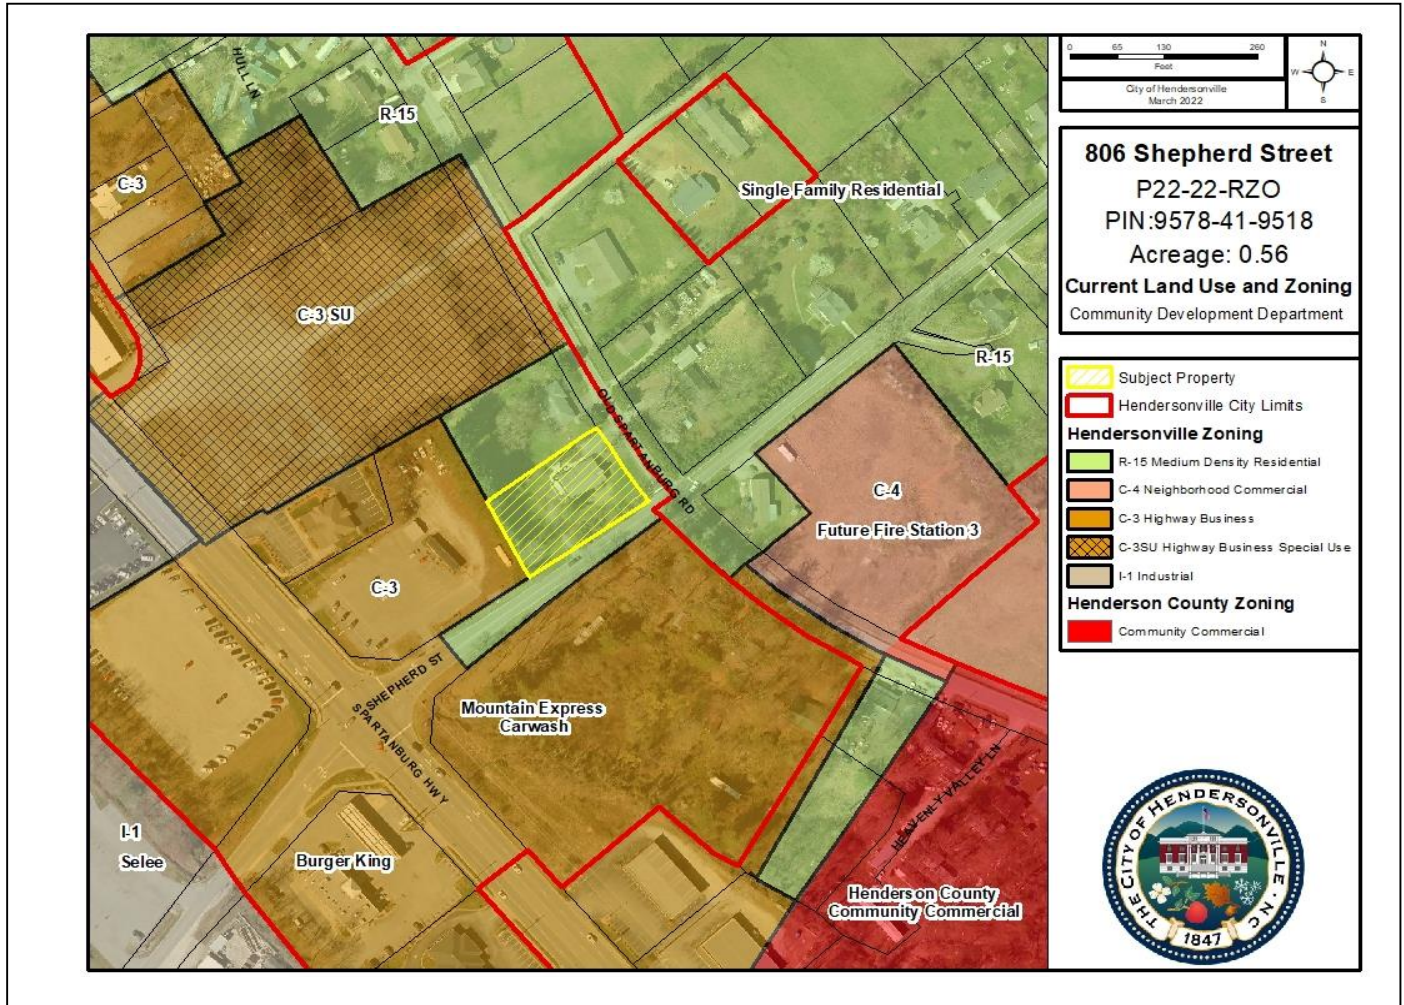 HULL LN
R-15
C-3
Single Family Residential
C-3 SU
R-15
OLD SPARTANBURG RD
C-4
Future Fire Station 3
C-3
SHEPHERD ST
SPARTANBURG HWY
Mountain Express
Carwash
HEAVENLY VALLEY LN
I-1
Selee
Burger King
Henderson County
Community Commercial
0 65 130 260
Feet
City of Hendersonville
March 2022
N
W E
S
806 Shepherd Street
P22-22-RZO
PIN:9578-41-9518
Acreage: 0.56
Current Land Use and Zoning
Community Development Department
Subject Property
Hendersonville City Limits
Hendersonville Zoning
R-15 Medium Density Residential
C-4 Neighborhood Commercial
C-3 Highway Business
C-3SU Highway Business Special Use
I-1 Industrial
Henderson County Zoning
Community Commercial
THE CITY OF HENDERSONVILLE, NC
1847